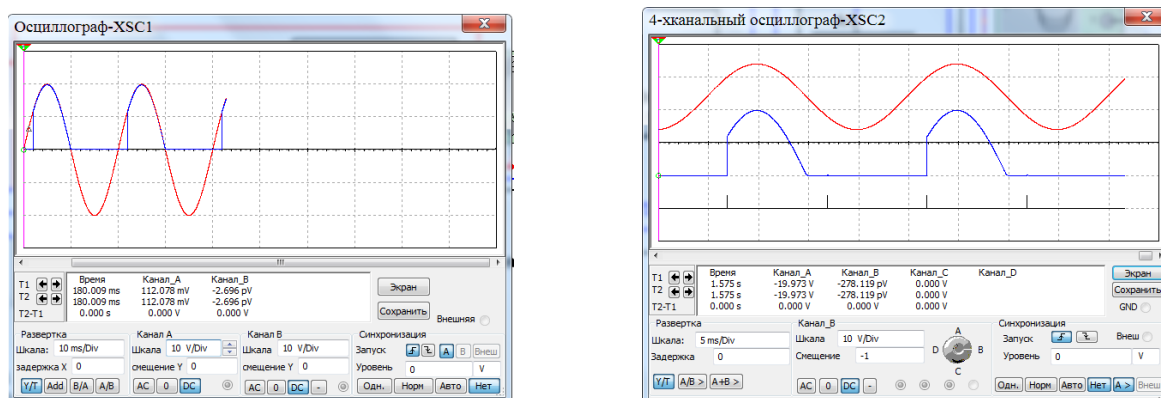 Осциллограф-XSC1
T1
T2
T2-T1
Время Канал_A Канал_B
180.009 ms 112.078 mV -2.696 pV
180.009 ms 112.078 mV -2.696 pV
0.000 s 0.000 V 0.000 V
Экран
Сохранить
Внешняя
Развертка
Шкала: 10 ms/Div
задержка X 0
Y/T Add B/A A/B
Канал A
Шкала 10 V/Div
смещение Y 0
AC 0 DC
Канал B
Шкала 10 V/Div
смещение Y 0
AC 0 DC -
Синхронизация
Запуск A B Внеш
Уровень 0 V
Одн. Норм Авто Нет
4-хканальный осциллограф-XSC2
T1
T2
T2-T1
Время Канал_A Канал_B Канал_C Канал_D
1.575 s -19.973 V -278.119 pV 0.000 V
1.575 s -19.973 V -278.119 pV 0.000 V
0.000 s 0.000 V 0.000 V 0.000 V
Экран
Сохранить
GND
Развертка
Шкала: 5 ms/Div
Задержка 0
Y/T A/B > A+B >
Канал_B
Шкала 10 V/Div
Смещение -1
AC 0 DC -
A
D B
C
Синхронизация
Запуск Внеш
Уровень 0 V
Одн. Норм Авто Нет A > Внеш